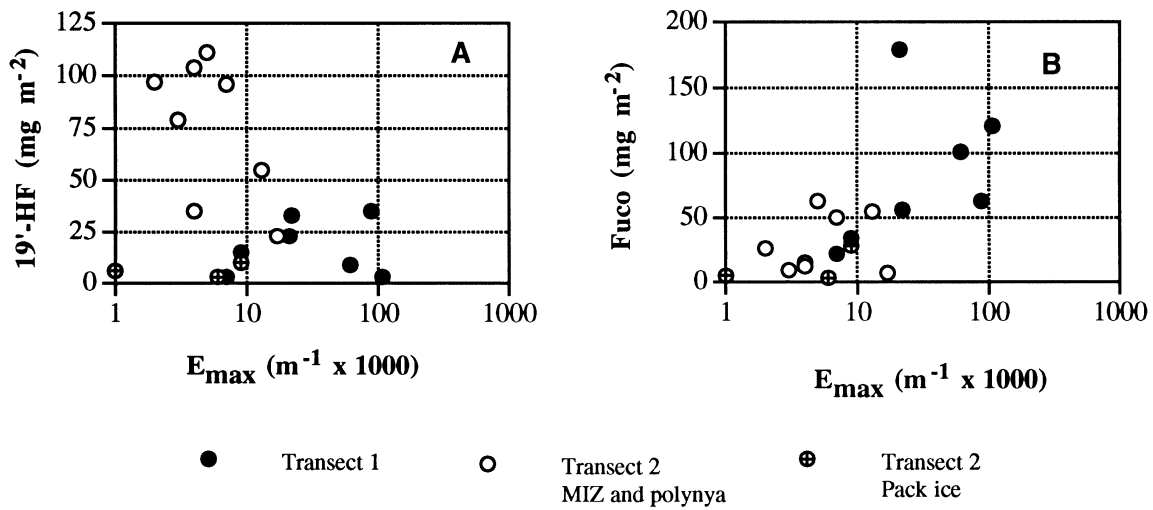 A
19'-HF (mg m-2)
125
100
75
50
25
0
1 10 100 1000
Emax (m-1 x 1000)
B
Fuco (mg m-2)
200
150
100
50
0
1 10 100 1000
Emax (m-1 x 1000)
Transect 1
Transect 2
MIZ and polynya
Transect 2
Pack ice